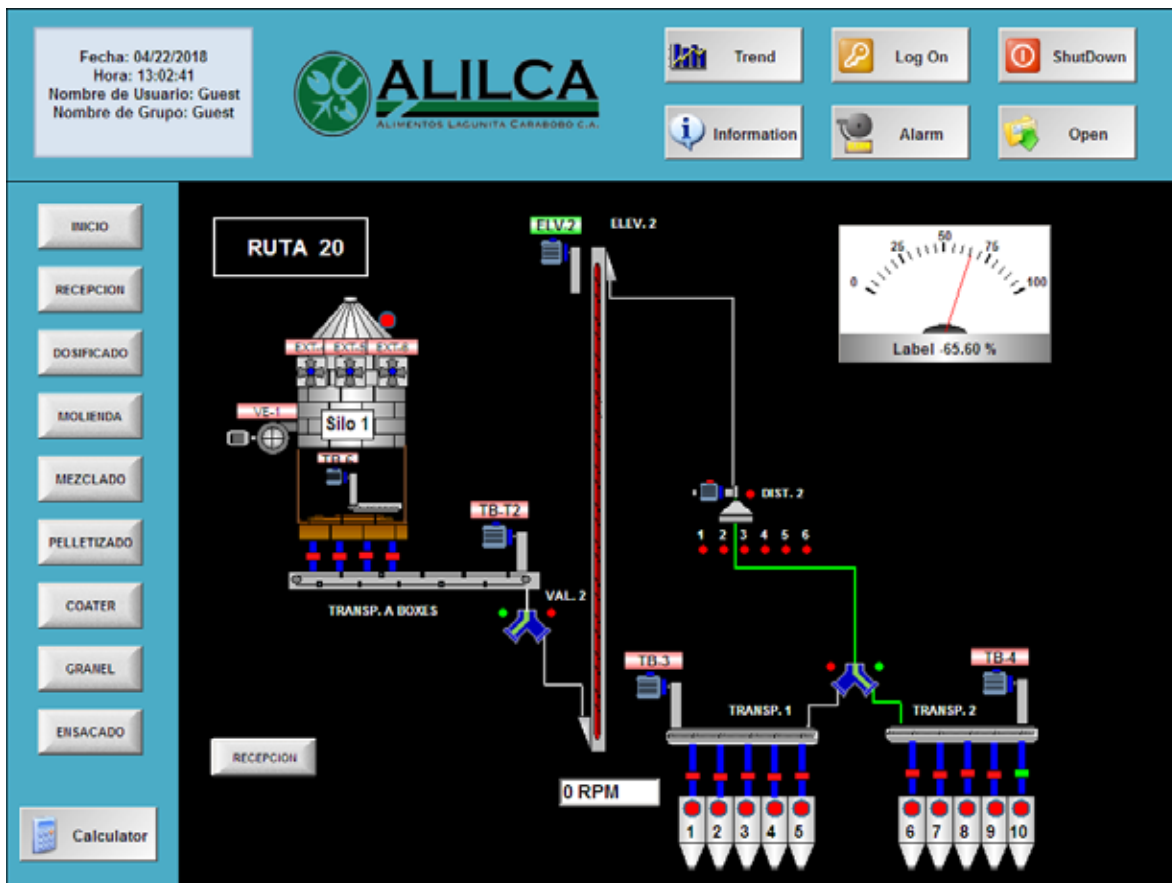 Fecha: 04/22/2018
Hora: 13:02:41
Nombre de Usuario: Guest
Nombre de Grupo: Guest
ALILCA
ALIMENTOS LAGUNITA CARABOBO C.A.
Trend
Log On
ShutDown
Information
Alarm
Open
INICIO
RECEPCION
DOSIFICADO
MOLIENDA
MEZCLADO
PELLETIZADO
COATER
GRANEL
ENSACADO
Calculator
RUTA 20
ELV.2
ELEV. 2
0 25 50 75 100
Label -65.60 %
EXT-5
VE-1
Silo 1
TB-T2
TRANSP. A BOXES
VAL. 2
DIST. 2
1 2 3 4 5 6
TB-3
TB-4
TRANSP. 1
TRANSP. 2
RECEPCION
0 RPM
1 2 3 4 5
6 7 8 9 10